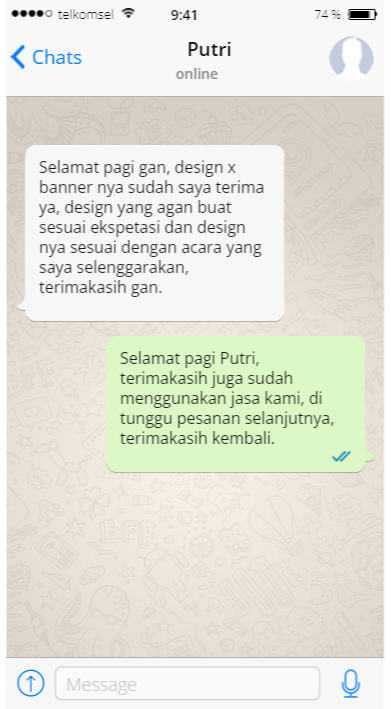 telkomsel 9:41 74 %
Chats Putri
online
Selamat pagi gan, design x
banner nya sudah saya terima
ya, design yang agan buat
sesuai ekspetasi dan design
nya sesuai dengan acara yang
saya selenggarakan,
terimakasih gan.
Selamat pagi Putri,
terimakasih juga sudah
menggunakan jasa kami, di
tunggu pesanan selanjutnya,
terimakasih kembali.
Message